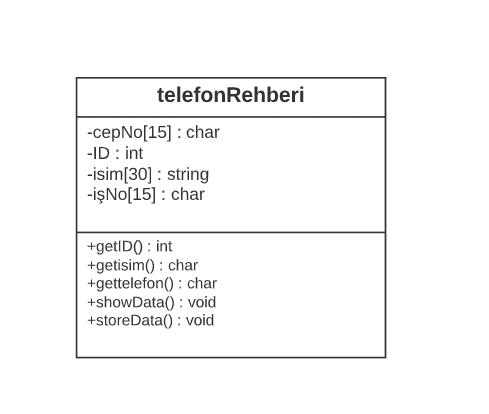 telefonRehberi
-cepNo[15] : char
-ID : int
-isim[30] : string
-işNo[15] : char
+getID() : int
+getisim() : char
+gettelefon() : char
+showData() : void
+storeData() : void